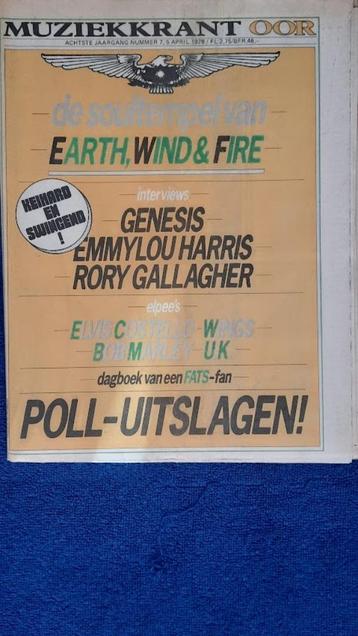 MUZIEKKRANT OOR
ACHTSTE JAARGANG NUMMER 7, 5 APRIL 1978 / FL. 2,75/BFR 46,-
de soultempel van
EARTH, WIND & FIRE
KEIHARD
EN
SWINGEND
!
interviews
GENESIS
EMMYLOU HARRIS
RORY GALLAGHER
elpee's
ELVIS COSTELLO-WINGS
BOB MARLEY-UK
dagboek van een FATS-fan
POLL-UITSLAGEN!